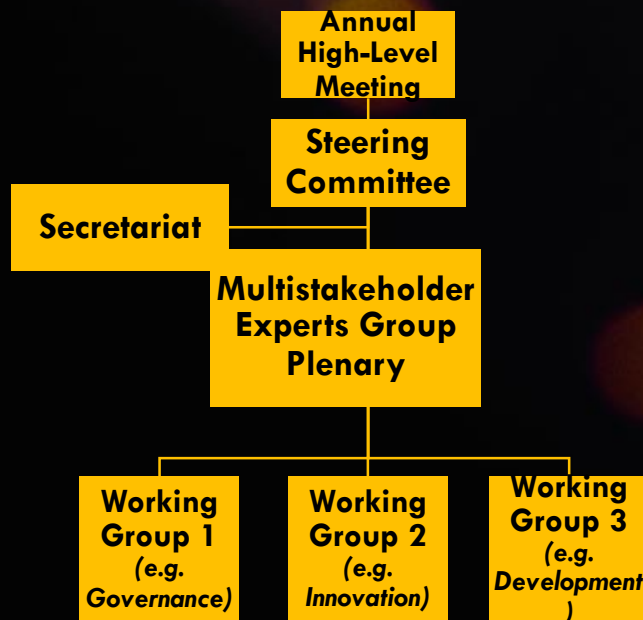 Annual
High-Level
Meeting
Steering
Committee
Secretariat
Multistakeholder
Experts Group
Plenary
Working
Group 1
(e.g.
Governance)
Working
Group 2
(e.g.
Innovation)
Working
Group 3
(e.g.
Development
)